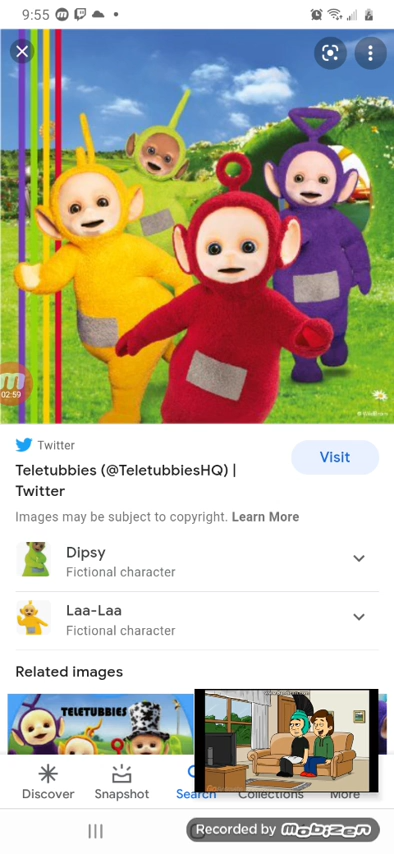 9:55
02:59
Twitter
Teletubbies (@TeletubbiesHQ) |
Twitter
Visit
Images may be subject to copyright. Learn More
Dipsy
Fictional character
Laa-Laa
Fictional character
Related images
TELETUBBIES
Discover
Snapshot
Search
Collections
More
Recorded by mobizen